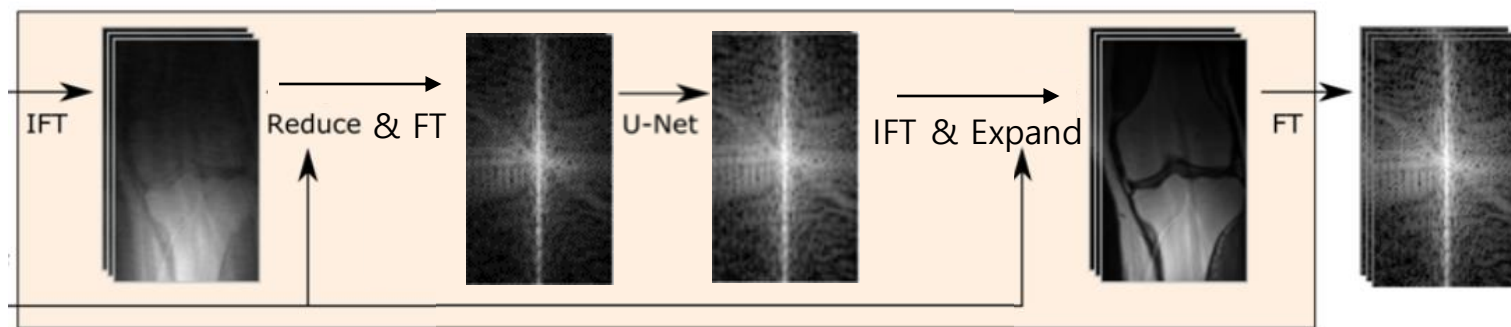 IFT
Reduce & FT
U-Net
IFT & Expand
FT